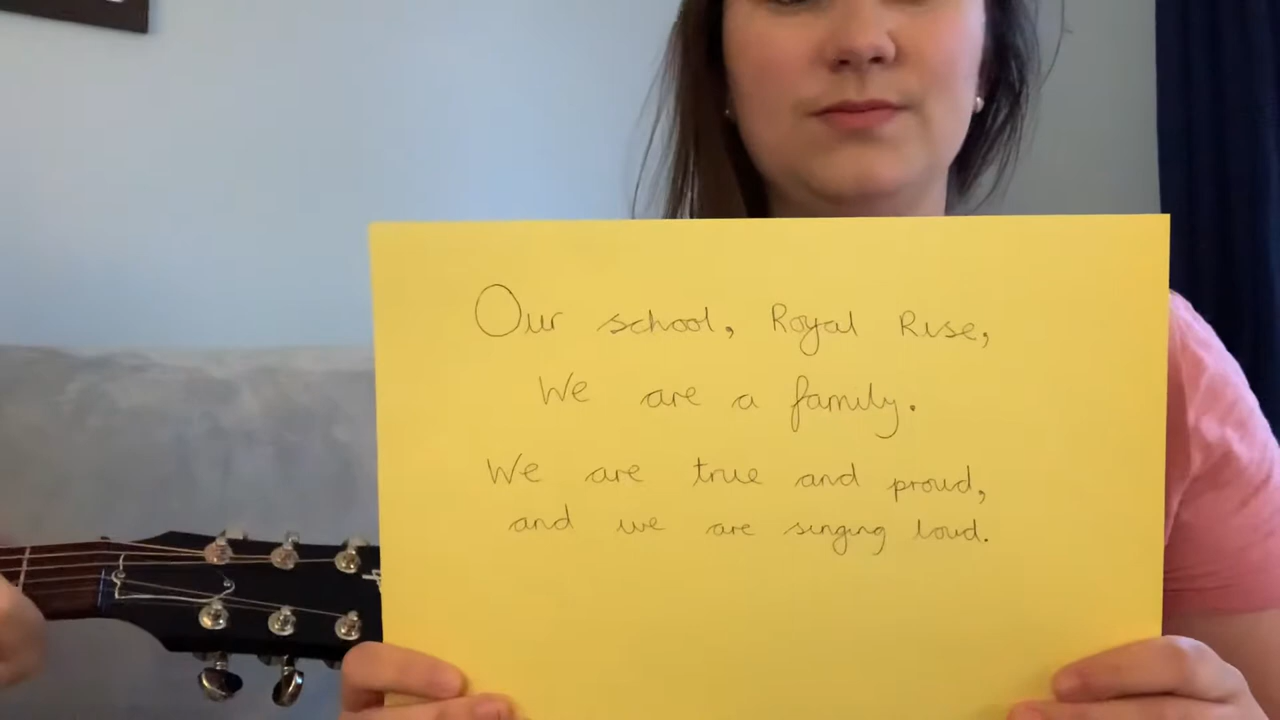 Our school, Royal Rise,
We are a family.
We are true and proud,
and we are singing loud.